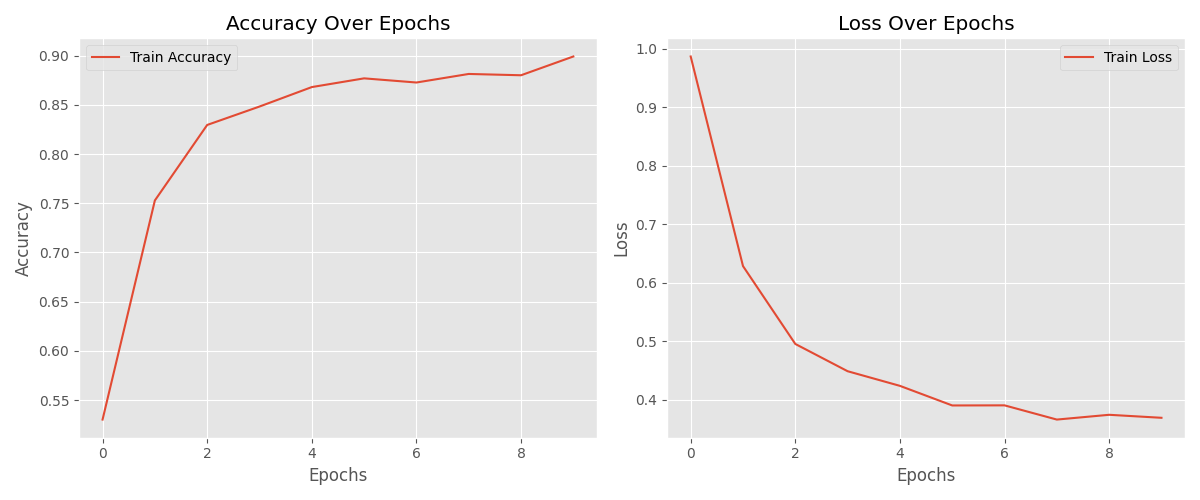 Accuracy Over Epochs
Train Accuracy
0.90
0.85
0.80
0.75
0.70
0.65
0.60
0.55
Accuracy
0 2 4 6 8
Epochs
Loss Over Epochs
Train Loss
1.0
0.9
0.8
0.7
0.6
0.5
0.4
Loss
0 2 4 6 8
Epochs